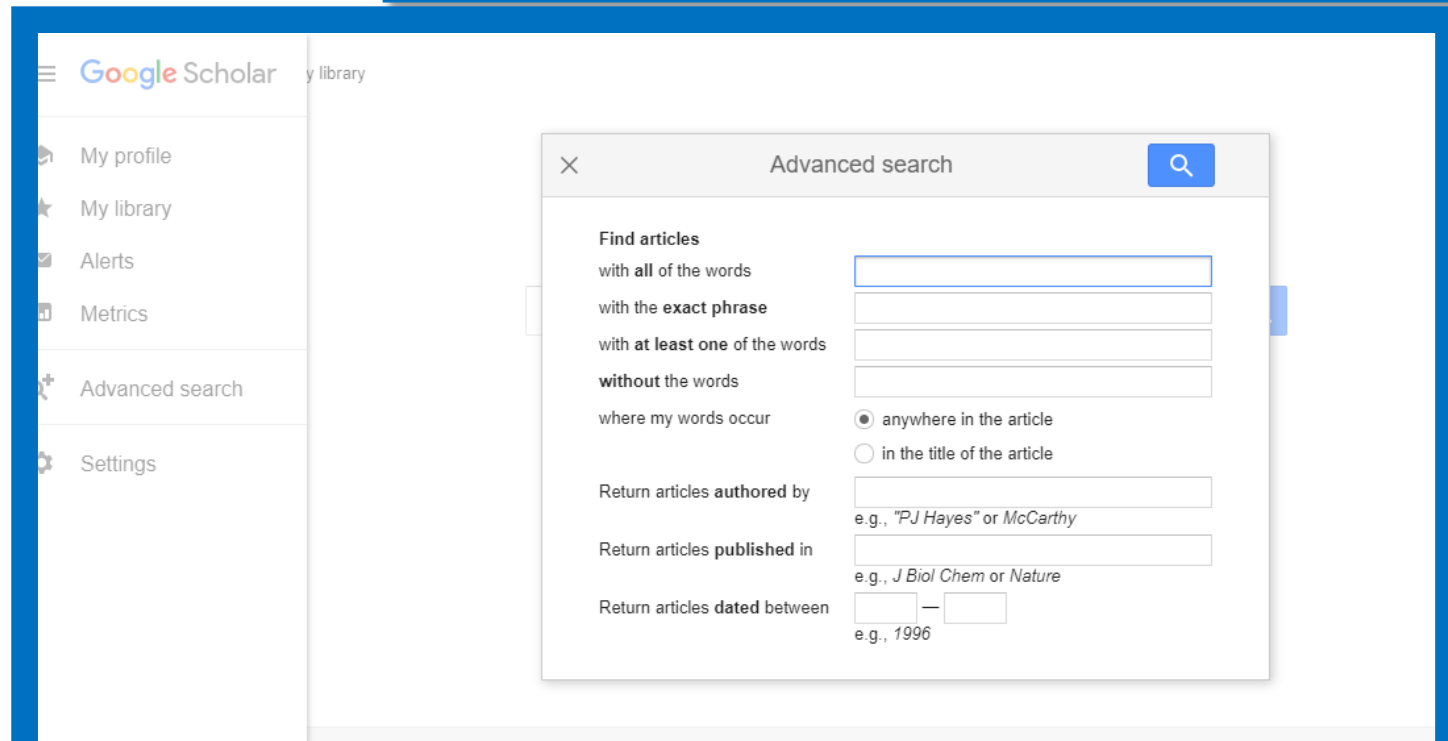 Google Scholar
y library
My profile
My library
Alerts
Metrics
Advanced search
Settings
Advanced search
Find articles
with all of the words
with the exact phrase
with at least one of the words
without the words
where my words occur
anywhere in the article
in the title of the article
Return articles authored by
e.g., "PJ Hayes" or McCarthy
Return articles published in
e.g., J Biol Chem or Nature
Return articles dated between
—
e.g., 1996